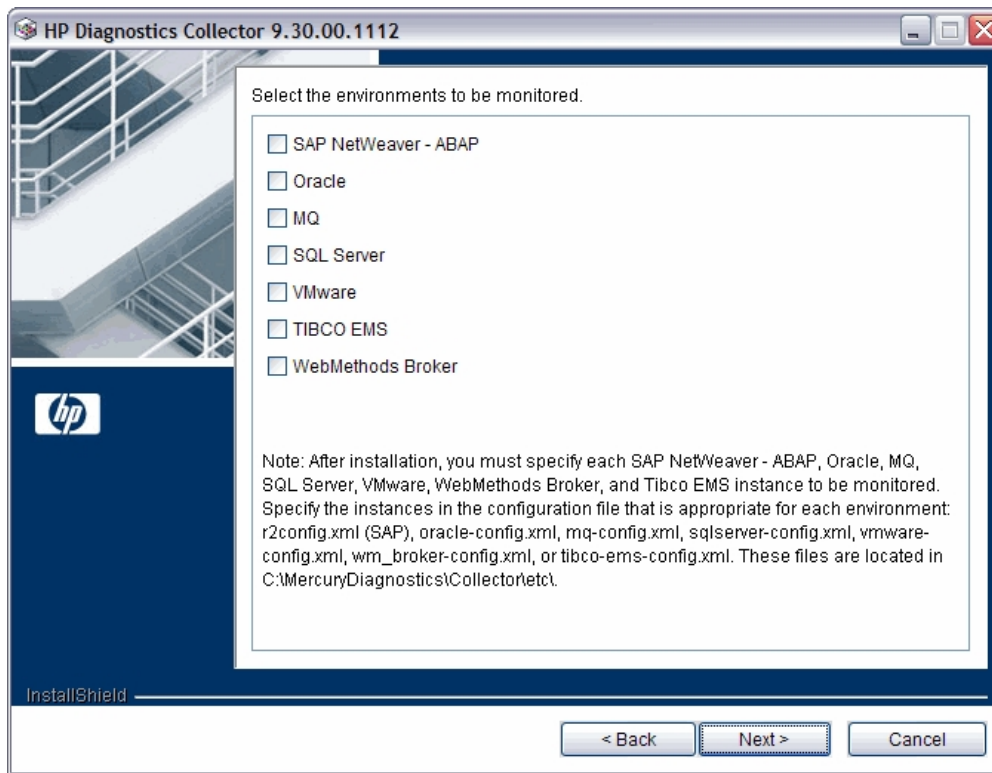 HP Diagnostics Collector 9.30.00.1112
Select the environments to be monitored.
SAP NetWeaver - ABAP
Oracle
MQ
SQL Server
VMware
TIBCO EMS
WebMethods Broker
hp
Note: After installation, you must specify each SAP NetWeaver - ABAP, Oracle, MQ,
SQL Server, VMware, WebMethods Broker, and Tibco EMS instance to be monitored.
Specify the instances in the configuration file that is appropriate for each environment:
r2config.xml (SAP), oracle-config.xml, mq-config.xml, sqlserver-config.xml, vmware-
config.xml, wm_broker-config.xml, or tibco-ems-config.xml. These files are located in
C:\MercuryDiagnostics\Collector\etc\.
InstallShield
< Back
Next >
Cancel